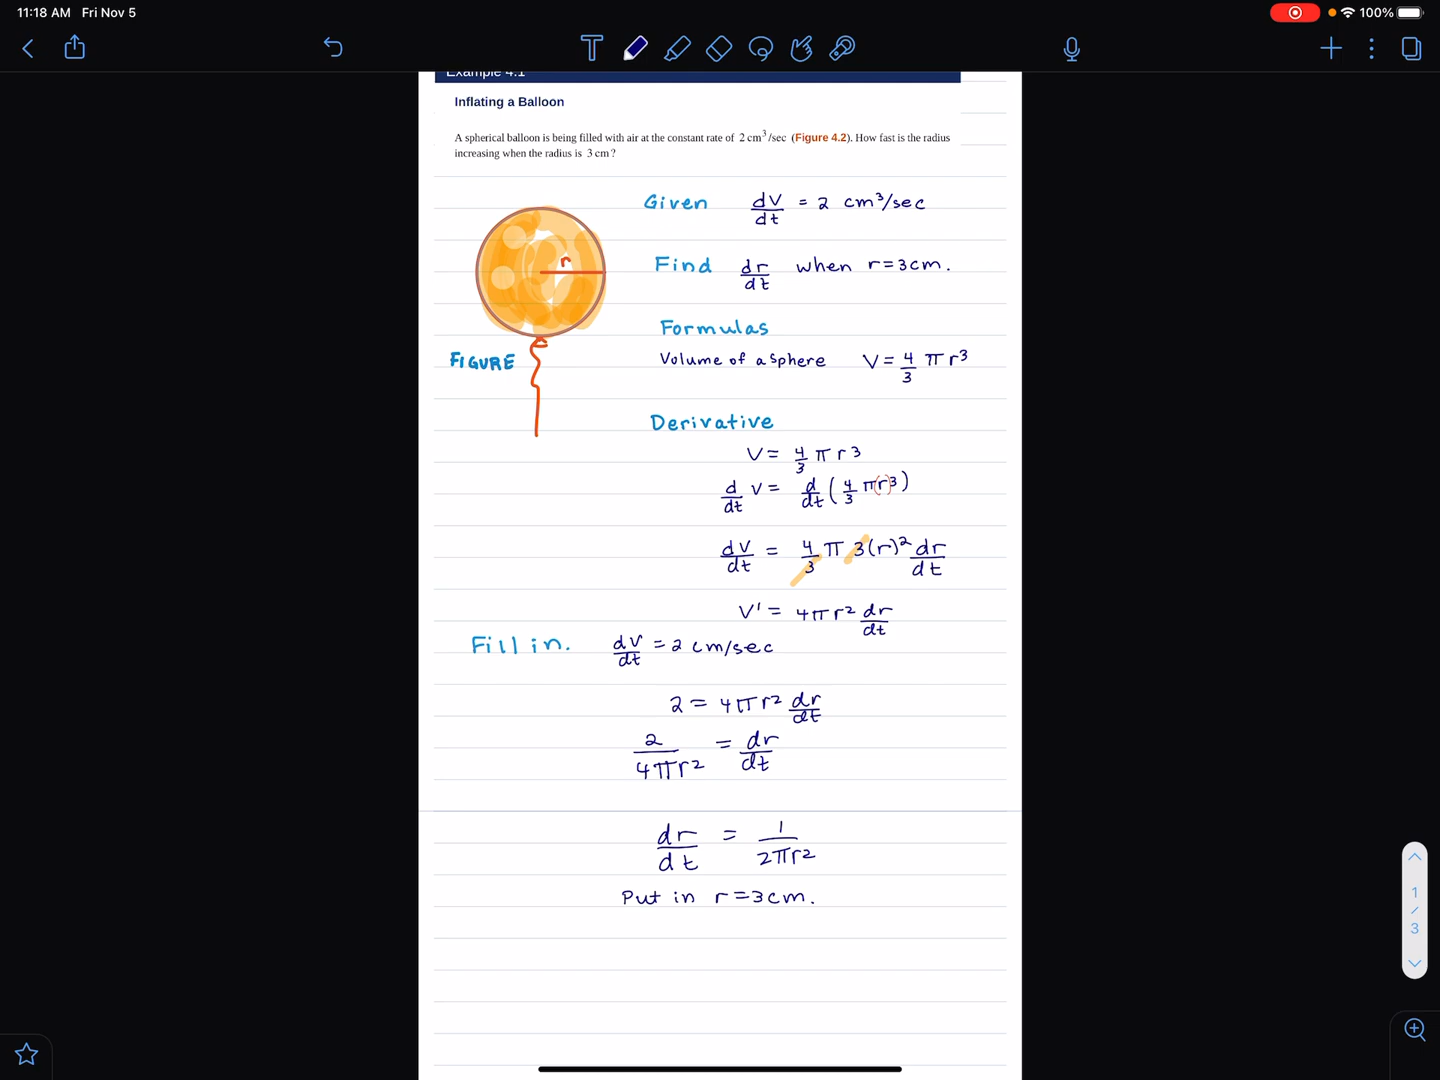 11:18 AM Fri Nov 5
100%
Example 4.1
Inflating a Balloon
A spherical balloon is being filled with air at the constant rate of 2 cm³/sec (Figure 4.2). How fast is the radius
increasing when the radius is 3 cm?
Given dV/dt = 2 cm³/sec
r
Find dr/dt when r=3cm.
Formulas
FIGURE
Volume of a sphere V = 4/3 π r³
Derivative
V = 4/3 π r³
d/dt V = d/dt (4/3 π(r)³)
dV/dt = 4/3 π 3(r)² dr/dt
V' = 4πr² dr/dt
Fill in. dV/dt = 2 cm/sec
2 = 4πr² dr/dt
2/4πr² = dr/dt
dr/dt = 1/2πr²
Put in r=3cm.
1
/
3